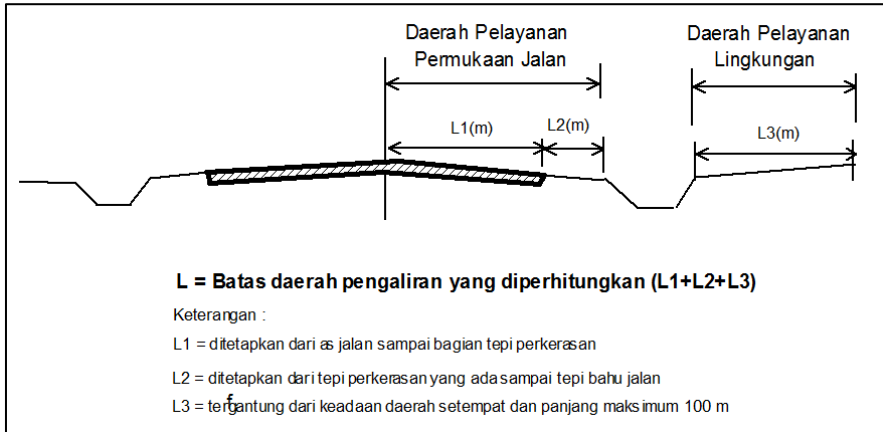 Daerah Pelayanan
Permukaan Jalan
Daerah Pelayanan
Lingkungan
L1(m)
L2(m)
L3(m)
L = Batas daerah pengaliran yang diperhitungkan (L1+L2+L3)
Keterangan :
L1 = ditetapkan dari as jalan sampai bagian tepi perkerasan
L2 = ditetapkan dari tepi perkerasan yang ada sampai tepi bahu jalan
L3 = tergantung dari keadaan daerah setempat dan panjang maksimum 100 m